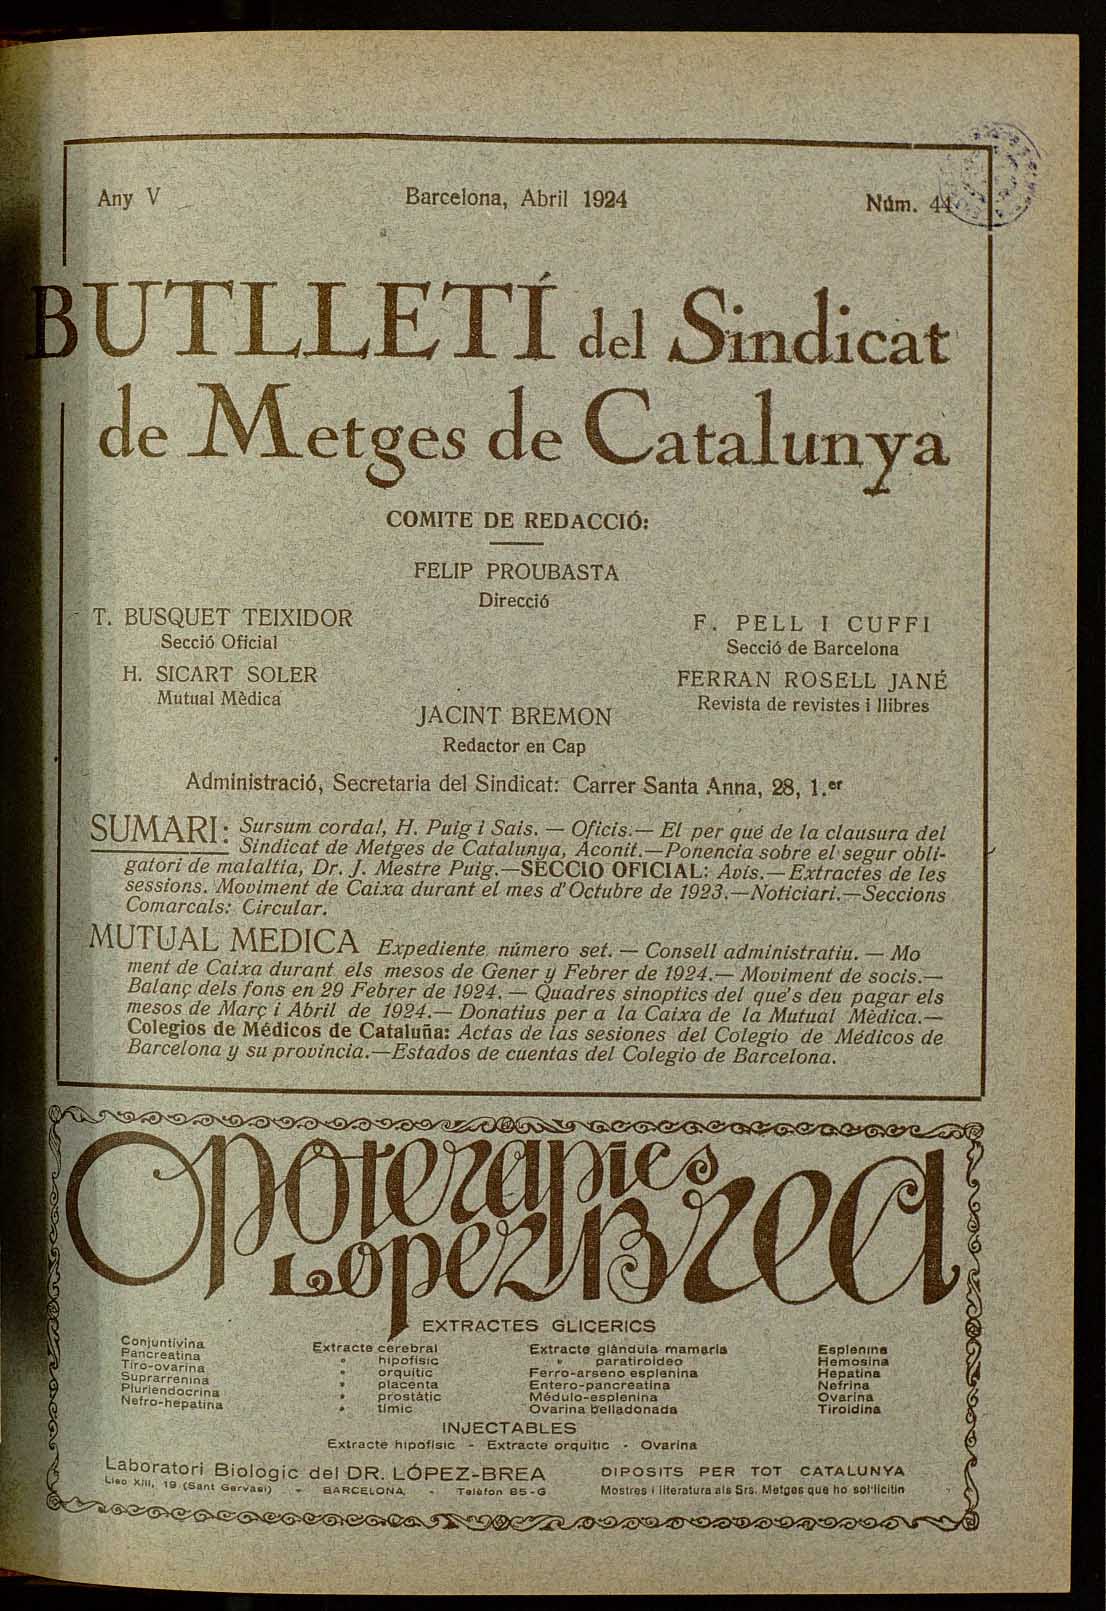 Any V Barcelona, Abril 1924 Núm. 44
BUTLLETÍ del Sindicat
de Metges de Catalunya
COMITE DE REDACCIÓ:
FELIP PROUBASTA
Direcció
T. BUSQUET TEIXIDOR
Secció Oficial
H. SICART SOLER
Mutual Mèdica
F. PELL I CUFFI
Secció de Barcelona
FERRAN ROSELL JANÉ
Revista de revistes i llibres
JACINT BREMON
Redactor en Cap
Administració, Secretaria del Sindicat: Carrer Santa Anna, 28, 1.er
SUMARI: Sursum corda!, H. Puig i Sais. — Oficis.— El per qué de la clausura del
Sindicat de Metges de Catalunya, Aconit.—Ponencia sobre el segur obli-
gatori de malaltia, Dr. J. Mestre Puig.—SECCIO OFICIAL: Avis.—Extractes de les
sessions. Moviment de Caixa durant el mes d'Octubre de 1923.—Noticiari.—Seccions
Comarcals: Circular.
MUTUAL MEDICA Expediente número set. — Consell administratiu. — Mo
ment de Caixa durant els mesos de Gener y Febrer de 1924.— Moviment de socis.—
Balanç dels fons en 29 Febrer de 1924. — Quadres sinoptics del qué's deu pagar els
mesos de Març i Abril de 1924.— Donatius per a la Caixa de la Mutual Mèdica.—
Colegios de Médicos de Cataluña: Actas de las sesiones del Colegio de Médicos de
Barcelona y su provincia.—Estados de cuentas del Colegio de Barcelona.
Opoterapies
Lopez Brea
EXTRACTES GLICERICS
Conjuntivina
Pancreatina
Tiro-ovarina
Suprarrenina
Pluriendocrina
Nefro-hepatina
Extracte cerebral
" hipofisic
" orquitic
" placenta
" prostàtic
" timic
Extracte glàndula mamaria
" paratiroideo
Ferro-arseno esplenina
Entero-pancreatina
Médulo-esplenina
Ovarina belladonada
Esplenina
Hemosina
Hepatina
Nefrina
Ovarina
Tiroidina
INJECTABLES
Extracte hipofisic - Extracte orquitic - Ovarina
Laboratori Biologic del DR. LÓPEZ-BREA
Lleo XIII, 19 (Sant Gervasi) - BARCELONA - Telèfon 85-G
DIPOSITS PER TOT CATALUNYA
Mostres i literatura als Srs. Metges que ho sol'licitin